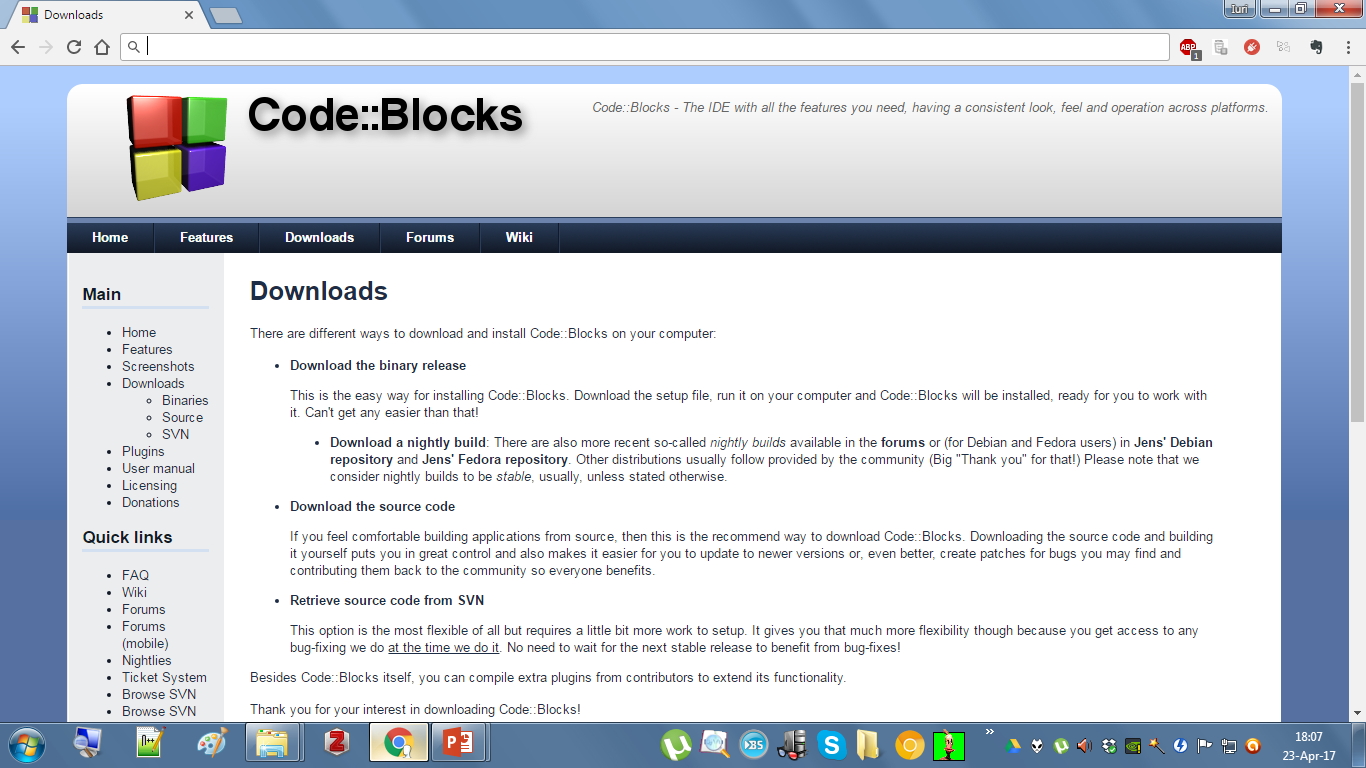 Downloads
Iuri
ABP
1
Code::Blocks
Code::Blocks - The IDE with all the features you need, having a consistent look, feel and operation across platforms.
Home Features Downloads Forums Wiki
Main
Home
Features
Screenshots
Downloads
Binaries
Source
SVN
Plugins
User manual
Licensing
Donations
Quick links
FAQ
Wiki
Forums
Forums
(mobile)
Nightlies
Ticket System
Browse SVN
Browse SVN
Downloads
There are different ways to download and install Code::Blocks on your computer:
Download the binary release
This is the easy way for installing Code::Blocks. Download the setup file, run it on your computer and Code::Blocks will be installed, ready for you to work with
it. Can't get any easier than that!
Download a nightly build: There are also more recent so-called nightly builds available in the forums or (for Debian and Fedora users) in Jens' Debian
repository and Jens' Fedora repository. Other distributions usually follow provided by the community (Big "Thank you" for that!) Please note that we
consider nightly builds to be stable, usually, unless stated otherwise.
Download the source code
If you feel comfortable building applications from source, then this is the recommend way to download Code::Blocks. Downloading the source code and building
it yourself puts you in great control and also makes it easier for you to update to newer versions or, even better, create patches for bugs you may find and
contributing them back to the community so everyone benefits.
Retrieve source code from SVN
This option is the most flexible of all but requires a little bit more work to setup. It gives you that much more flexibility though because you get access to any
bug-fixing we do at the time we do it. No need to wait for the next stable release to benefit from bug-fixes!
Besides Code::Blocks itself, you can compile extra plugins from contributors to extend its functionality.
Thank you for your interest in downloading Code::Blocks!
18:07
23-Apr-17